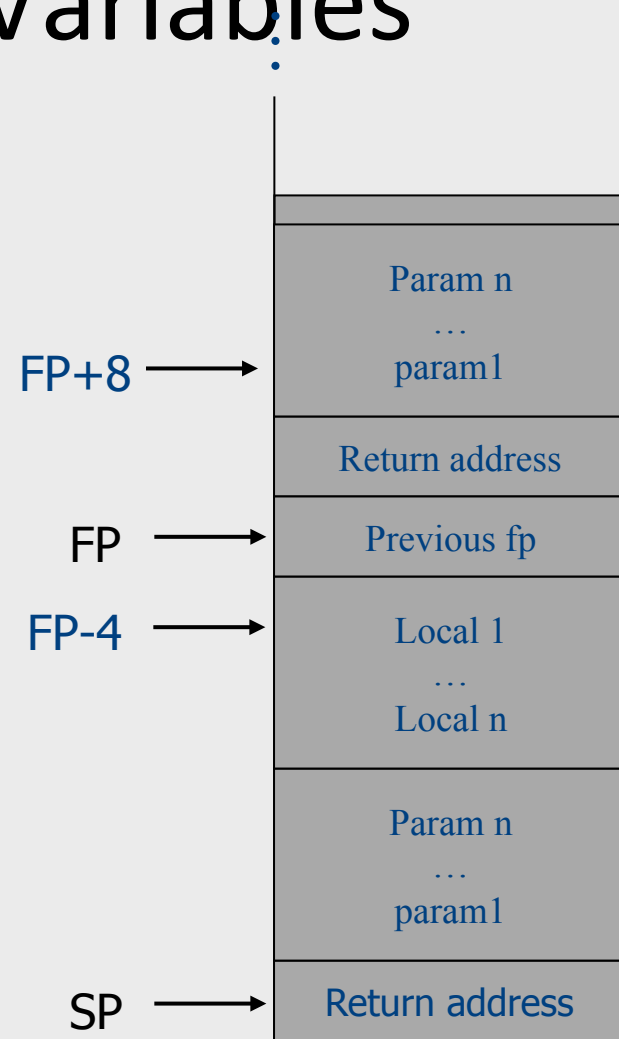 Variables
Param n
…
FP+8
param1
Return address
FP
Previous fp
FP-4
Local 1
…
Local n
Param n
…
param1
SP
Return address